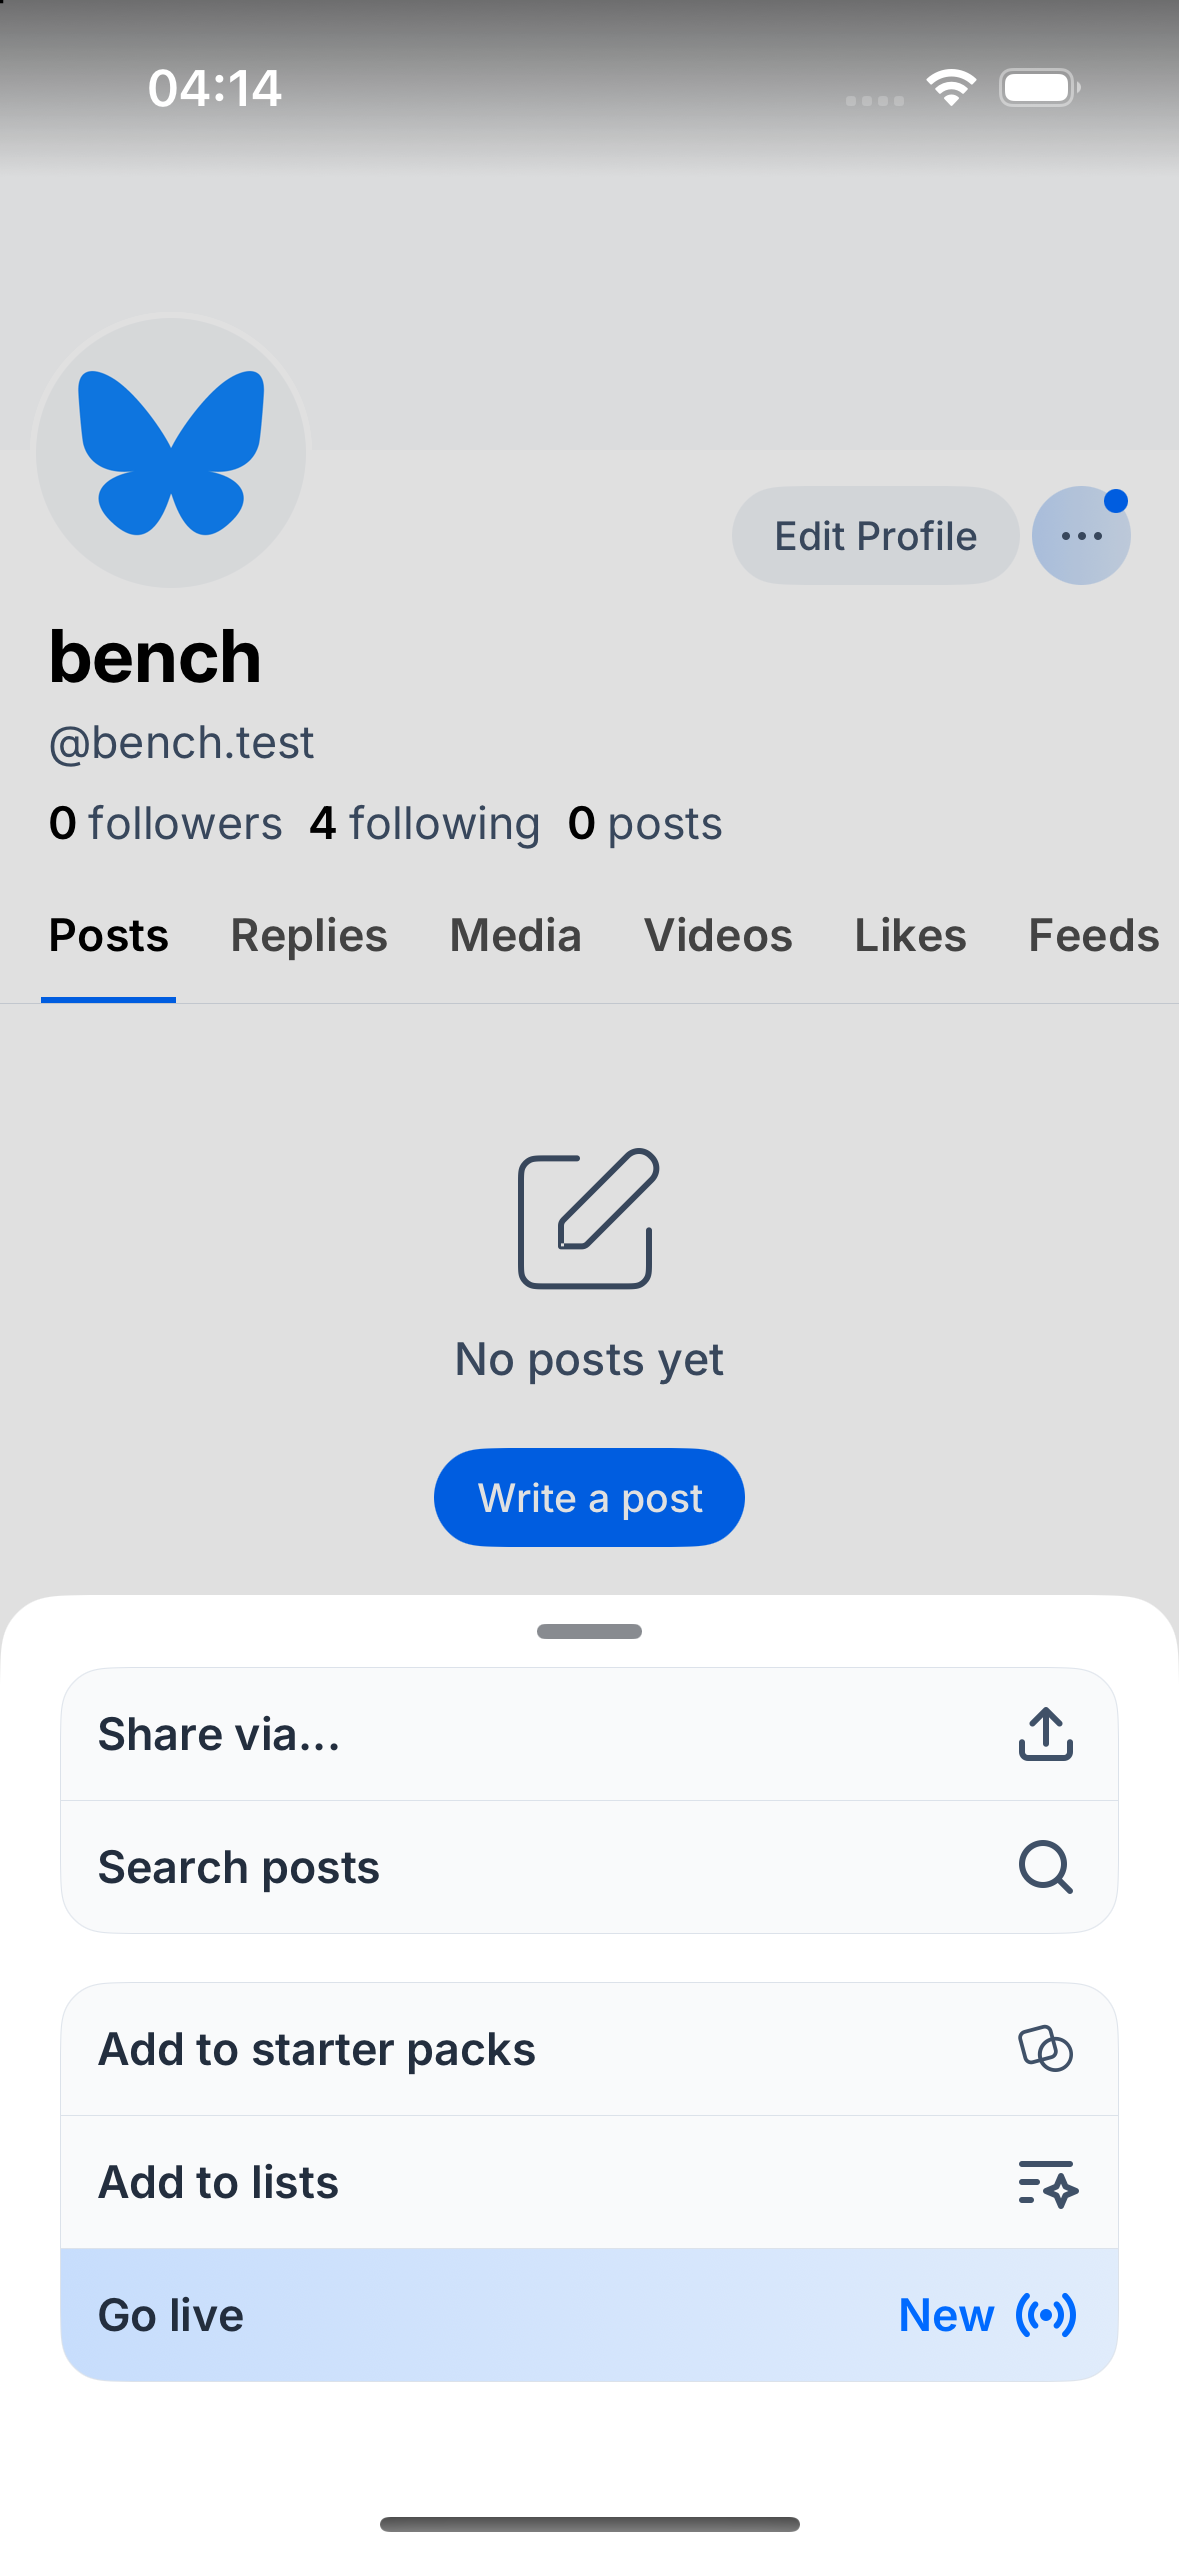 04:14
Edit Profile
bench
@bench.test
0 followers 4 following 0 posts
Posts Replies Media Videos Likes Feeds
No posts yet
Write a post
Share via...
Search posts
Add to starter packs
Add to lists
Go live New